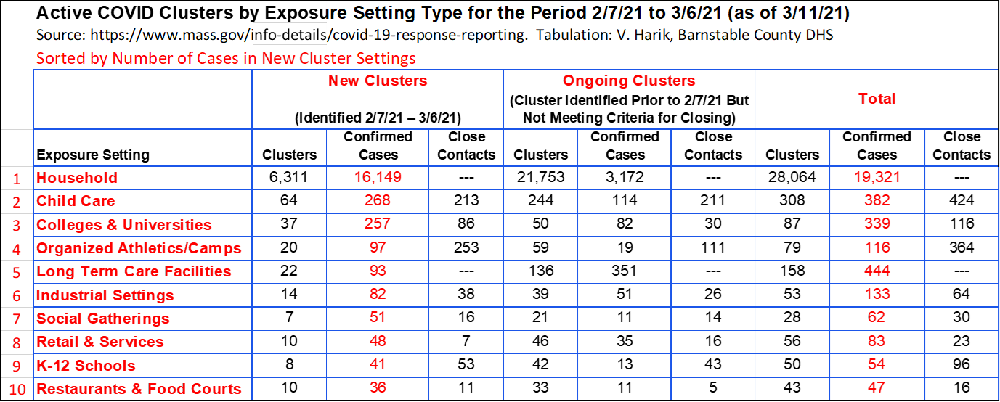 Active COVID Clusters by Exposure Setting Type for the Period 2/7/21 to 3/6/21 (as of 3/11/21)
Source: https://www.mass.gov/info-details/covid-19-response-reporting.  Tabulation: V. Harik, Barnstable County DHS
Sorted by Number of Cases in New Cluster Settings
New Clusters Ongoing Clusters
(Identified 2/7/21 – 3/6/21) (Cluster Identified Prior to 2/7/21 But
Not Meeting Criteria for Closing) Total
Exposure Setting Clusters Confirmed Cases Close Contacts Clusters Confirmed Cases Close Contacts Clusters Confirmed Cases Close Contacts
1 Household 6,311 16,149 --- 21,753 3,172 --- 28,064 19,321 ---
2 Child Care 64 268 213 244 114 211 308 382 424
3 Colleges & Universities 37 257 86 50 82 30 87 339 116
4 Organized Athletics/Camps 20 97 253 59 19 111 79 116 364
5 Long Term Care Facilities 22 93 --- 136 351 --- 158 444 ---
6 Industrial Settings 14 82 38 39 51 26 53 133 64
7 Social Gatherings 7 51 16 21 11 14 28 62 30
8 Retail & Services 10 48 7 46 35 16 56 83 23
9 K-12 Schools 8 41 53 42 13 43 50 54 96
10 Restaurants & Food Courts 10 36 11 33 11 5 43 47 16